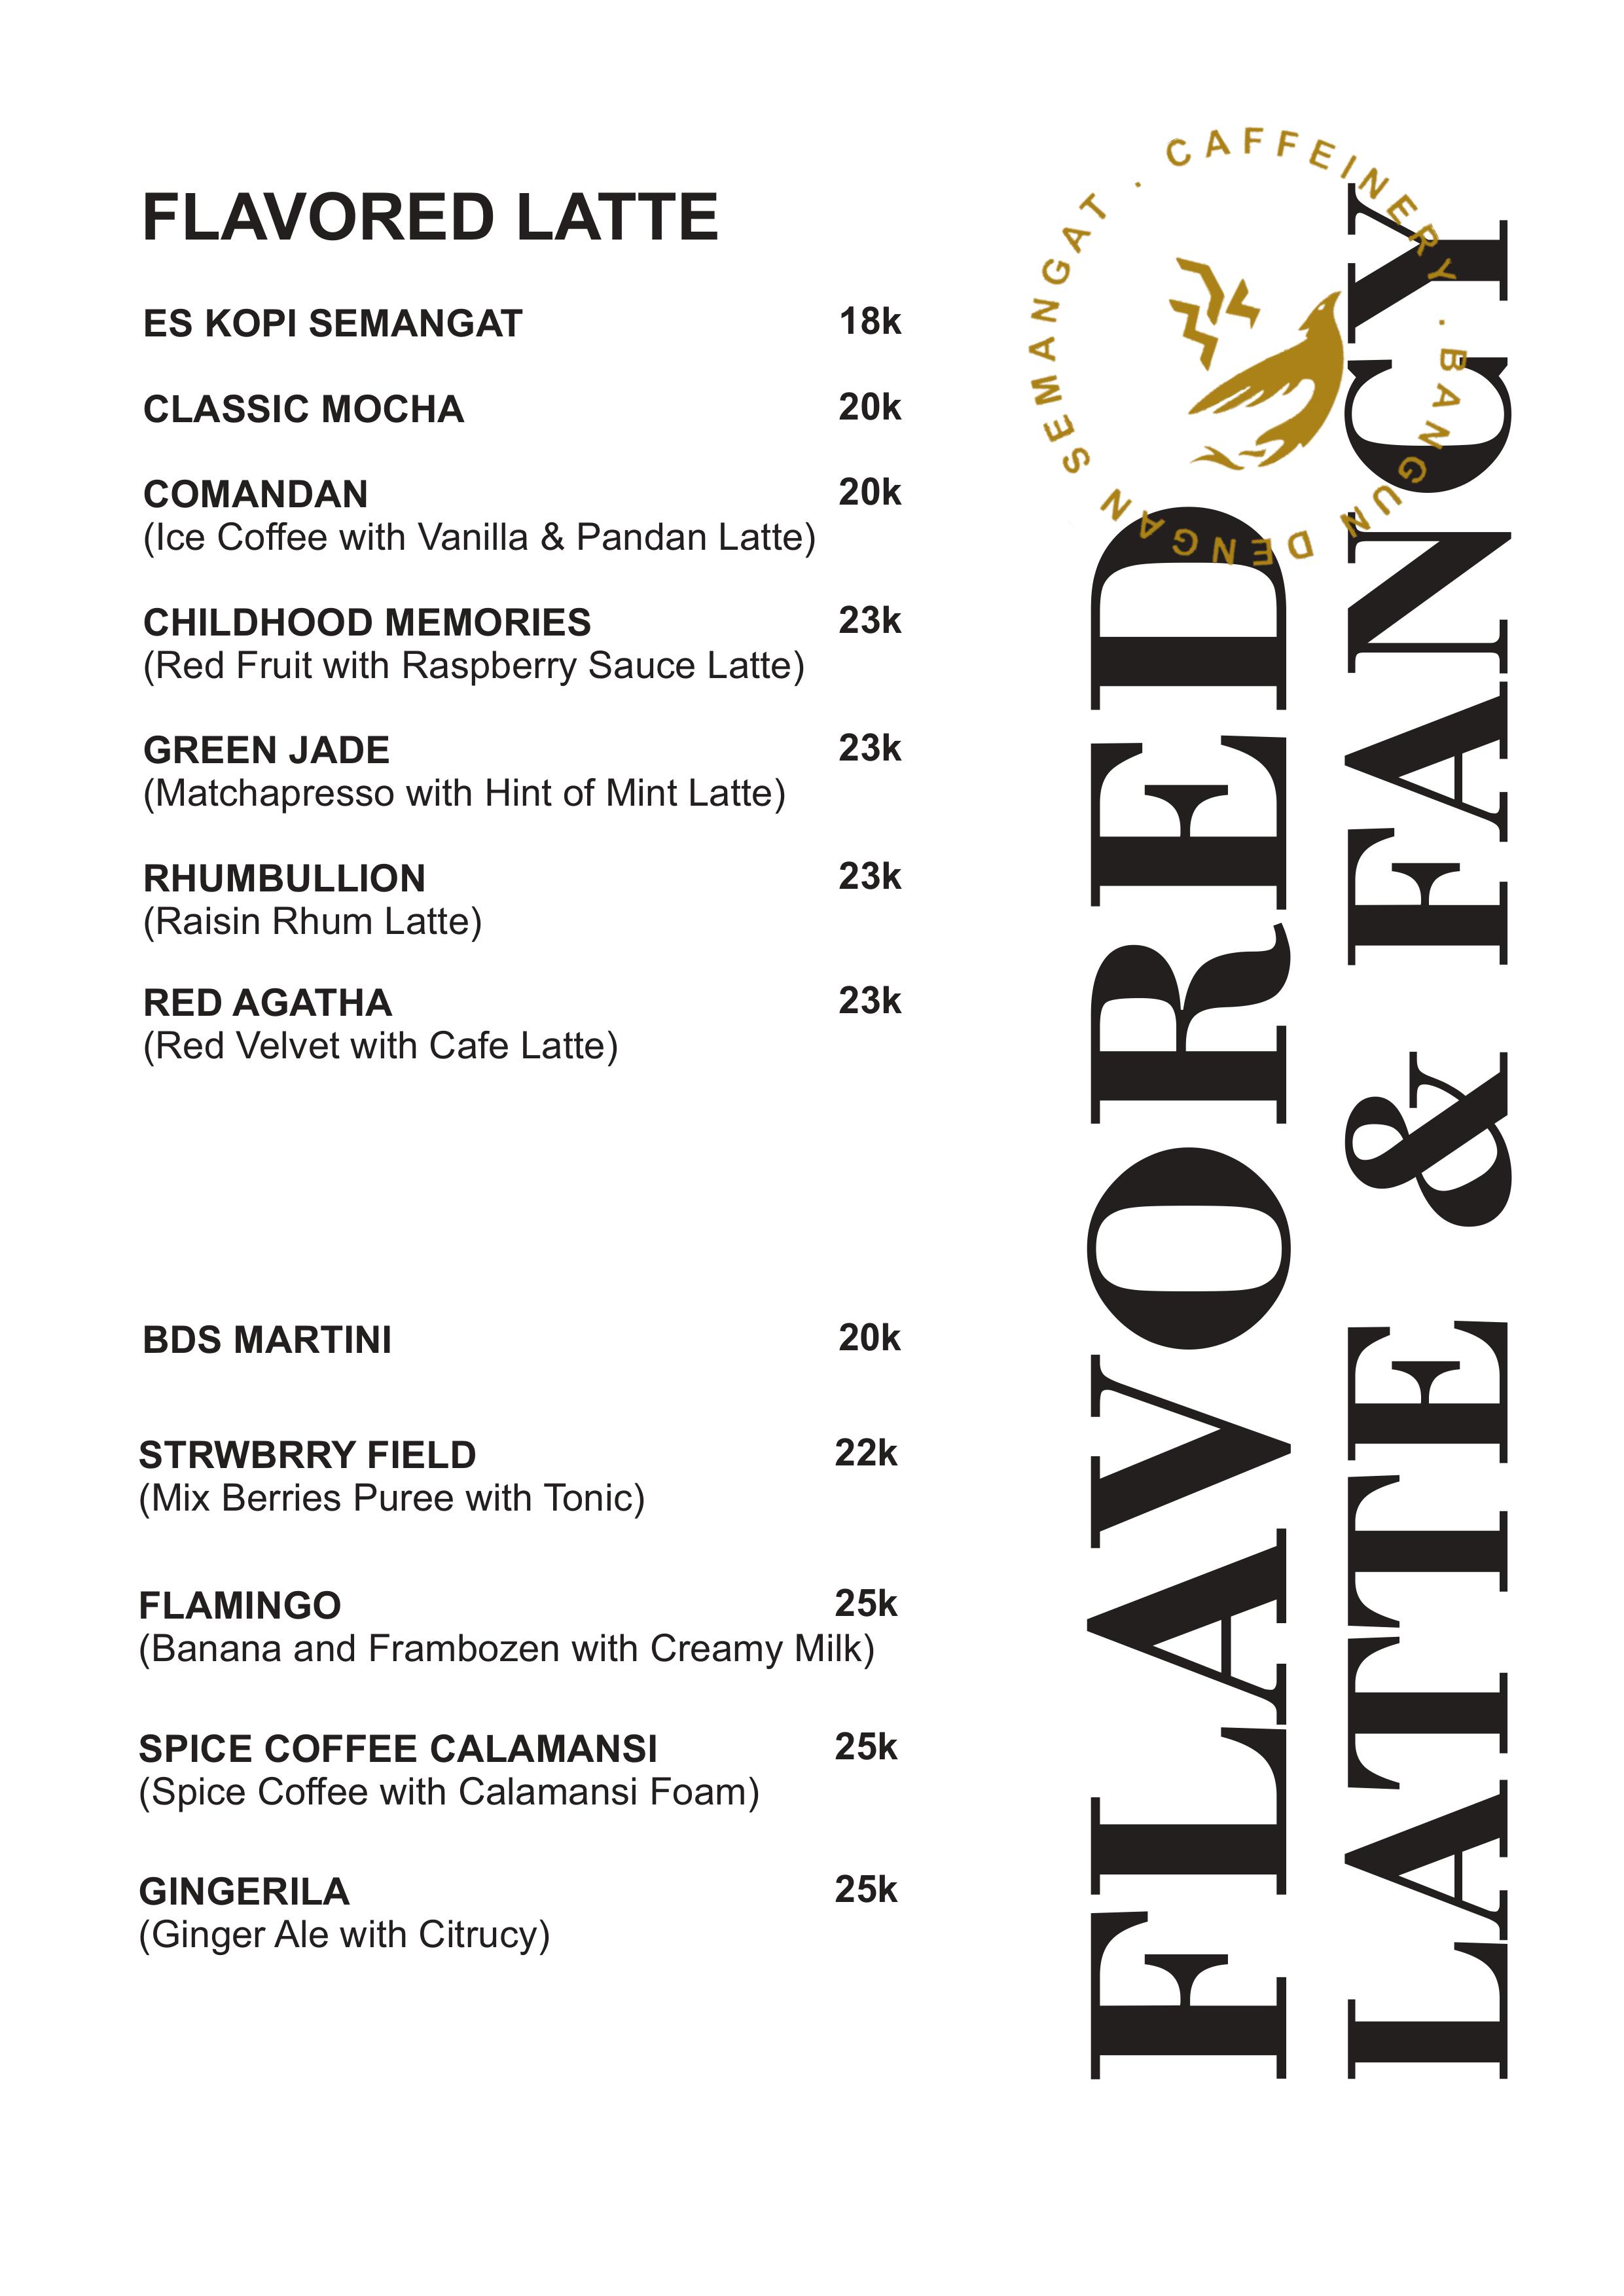 FLAVORED LATTE
ES KOPI SEMANGAT 18k
CLASSIC MOCHA 20k
COMANDAN 20k
(Ice Coffee with Vanilla & Pandan Latte)
CHILDHOOD MEMORIES 23k
(Red Fruit with Raspberry Sauce Latte)
GREEN JADE 23k
(Matchapresso with Hint of Mint Latte)
RHUMBULLION 23k
(Raisin Rhum Latte)
RED AGATHA 23k
(Red Velvet with Cafe Latte)
BDS MARTINI 20k
STRWBRRY FIELD 22k
(Mix Berries Puree with Tonic)
FLAMINGO 25k
(Banana and Frambozen with Creamy Milk)
SPICE COFFEE CALAMANSI 25k
(Spice Coffee with Calamansi Foam)
GINGERILA 25k
(Ginger Ale with Citrucy)
CAFFEINERY . BANGUN DENGAN SEMANGAT .
FLAVORED
LATTE & FANCY